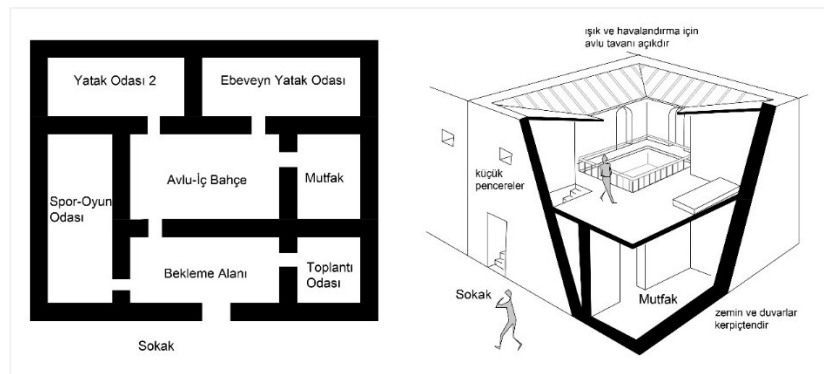 Yatak Odası 2
Ebeveyn Yatak Odası
Spor-Oyun
Odası
Avlu-İç Bahçe
Mutfak
Bekleme Alanı
Toplantı
Odası
Sokak
ışık ve havalandırma için
avlu tavanı açıkdır
küçük
pencereler
Sokak
Mutfak
zemin ve duvarlar
kerpiçtendir